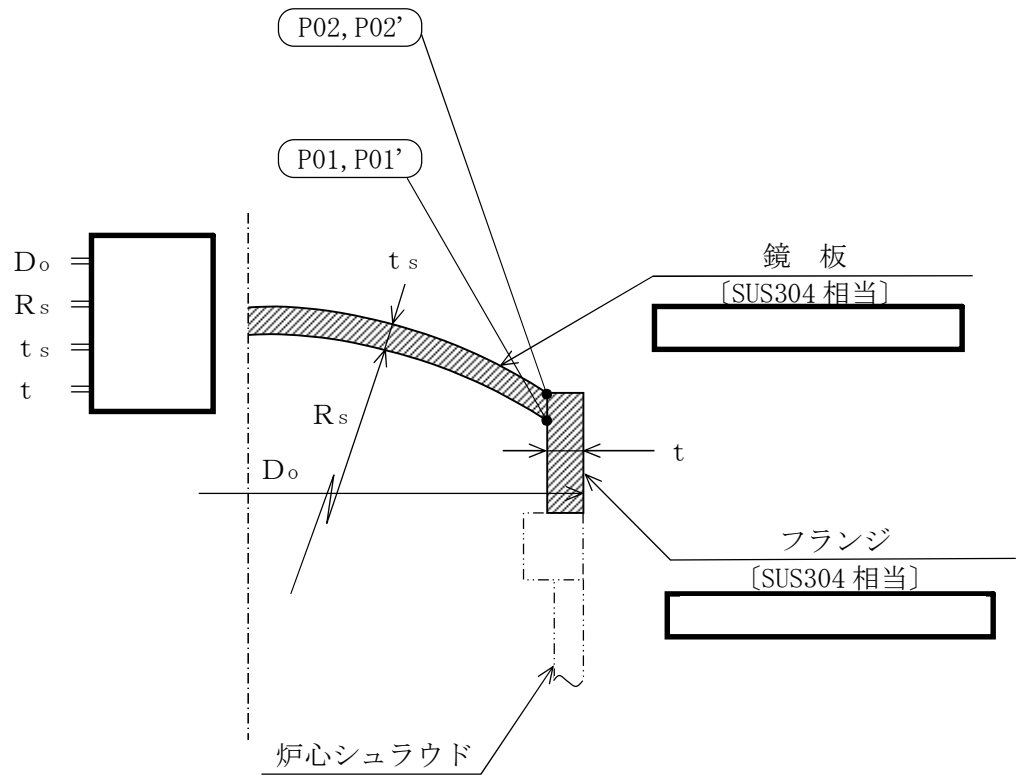 P02,P02’
P01,P01’
Do =
Rs =
ts =
t =
ts
鏡 板
〔SUS304 相当〕
Rs
t
Do
フランジ
〔SUS304 相当〕
炉心シュラウド